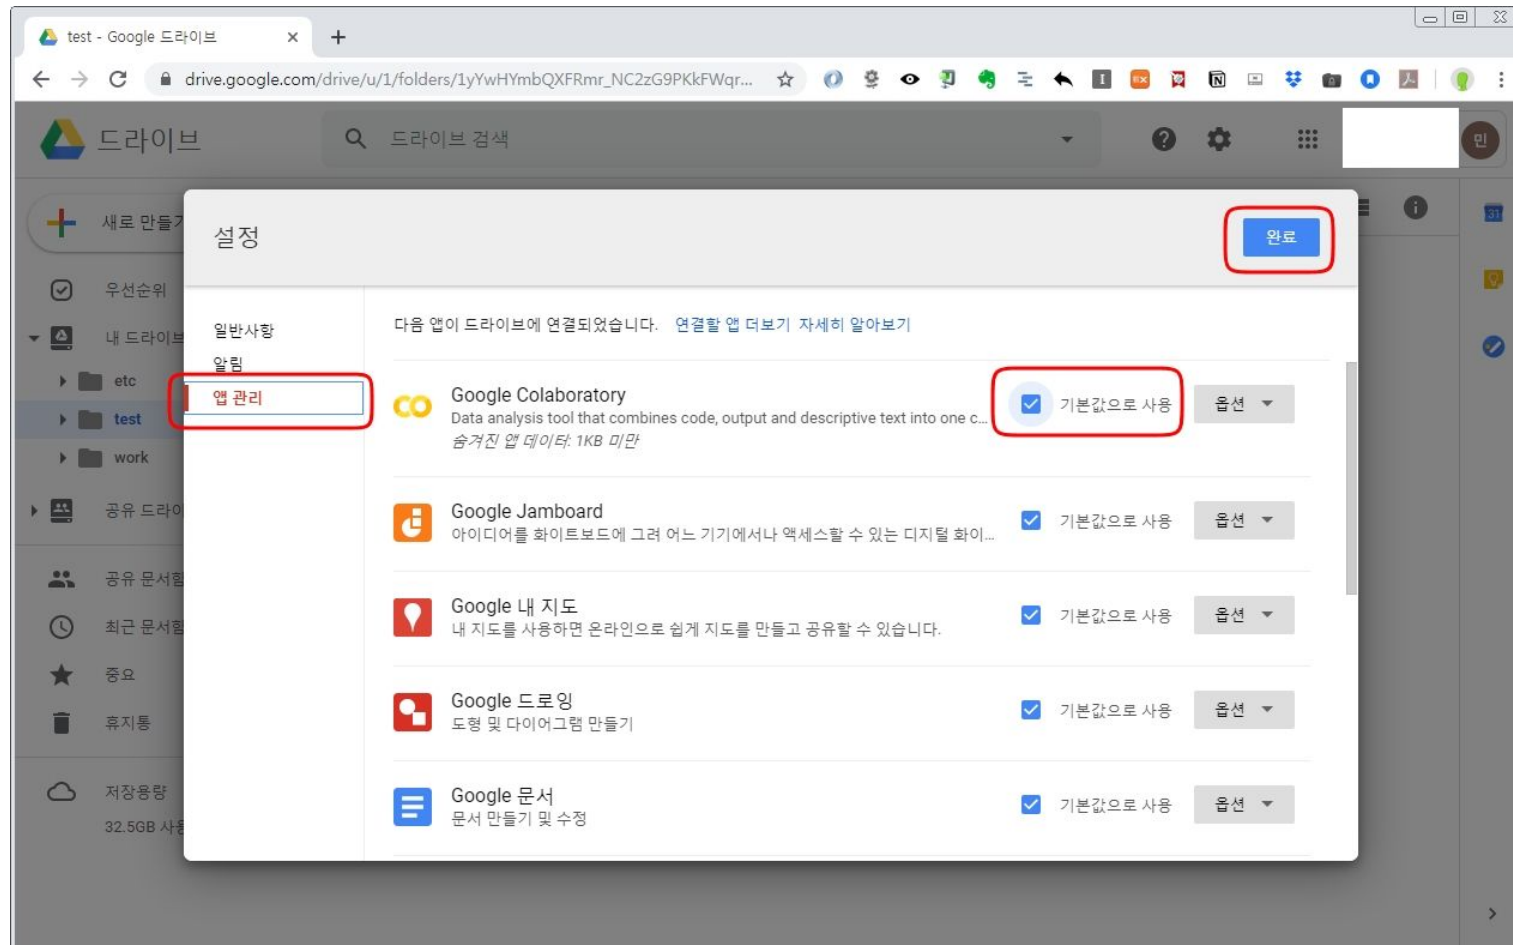 test - Google 드라이브
drive.google.com/drive/u/1/folders/1yYwHYmbQXFRmr_NC2zG9PKkFWqr...
드라이브
드라이브 검색
민
새로 만들기
설정
완료
31
우선순위
내 드라이브
etc
test
work
공유 드라이
공유 문서함
최근 문서함
중요
휴지통
저장용량
32.5GB 사용
일반사항
알림
앱 관리
다음 앱이 드라이브에 연결되었습니다. 연결할 앱 더보기 자세히 알아보기
Google Colaboratory
Data analysis tool that combines code, output and descriptive text into one c...
숨겨진 앱 데이터: 1KB 미만
기본값으로 사용
옵션
Google Jamboard
아이디어를 화이트보드에 그려 어느 기기에서나 액세스할 수 있는 디지털 화이...
기본값으로 사용
옵션
Google 내 지도
내 지도를 사용하면 온라인으로 쉽게 지도를 만들고 공유할 수 있습니다.
기본값으로 사용
옵션
Google 드로잉
도형 및 다이어그램 만들기
기본값으로 사용
옵션
Google 문서
문서 만들기 및 수정
기본값으로 사용
옵션